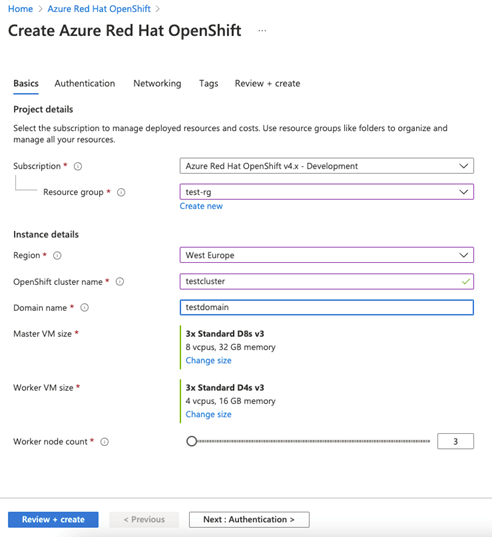 Home > Azure Red Hat OpenShift >
Create Azure Red Hat OpenShift ...
Basics Authentication Networking Tags Review + create
Project details
Select the subscription to manage deployed resources and costs. Use resource groups like folders to organize and
manage all your resources.
Subscription * Azure Red Hat OpenShift v4.x - Development
Resource group * test-rg
Create new
Instance details
Region * West Europe
OpenShift cluster name * testcluster
Domain name * testdomain
Master VM size * 3x Standard D8s v3
8 vcpus, 32 GB memory
Change size
Worker VM size * 3x Standard D4s v3
4 vcpus, 16 GB memory
Change size
Worker node count * 3
Review + create < Previous Next : Authentication >